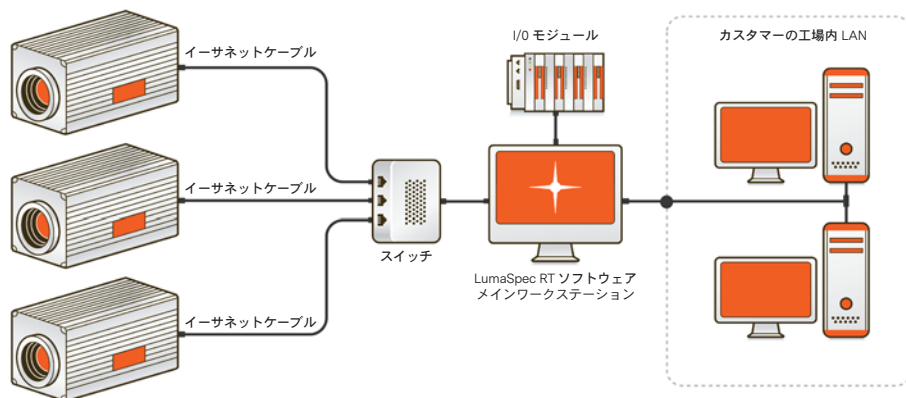 イーサネットケーブル
イーサネットケーブル
イーサネットケーブル
スイッチ
I/0 モジュール
LumaSpec RT ソフトウェア
メインワークステーション
カスタマーの工場内 LAN